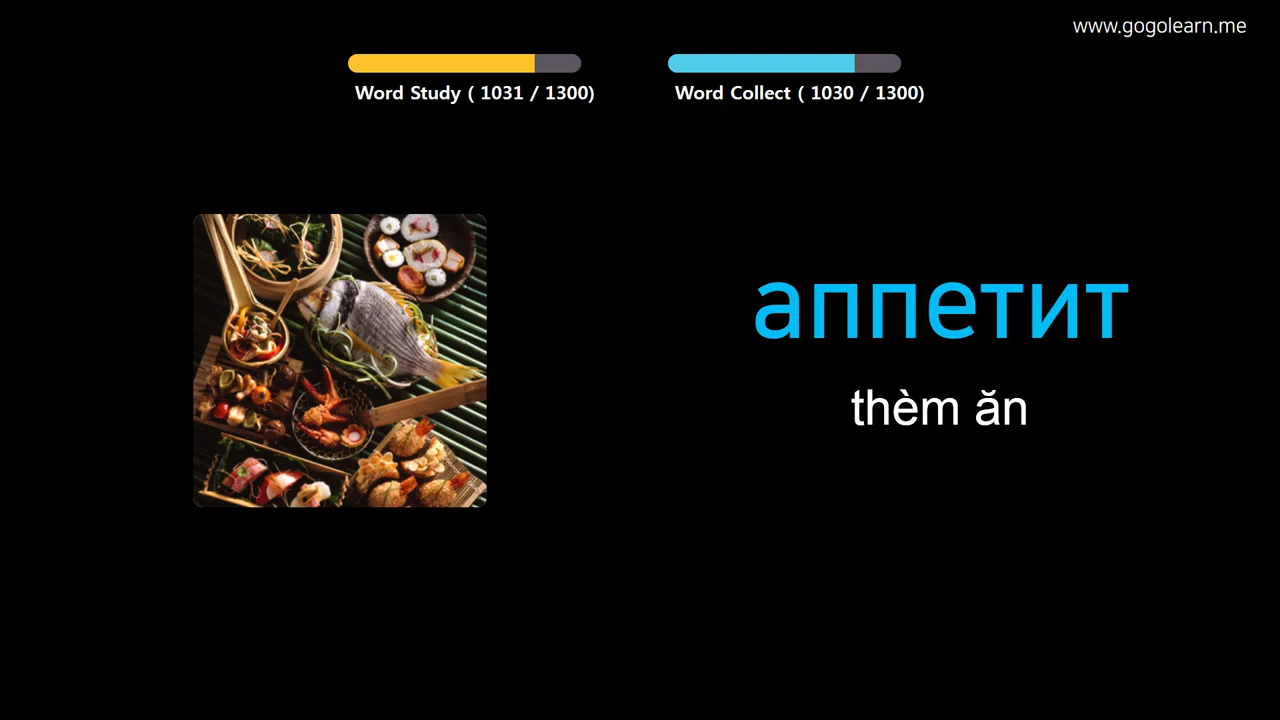 www.gogolearn.me
Word Study ( 1031 / 1300)
Word Collect ( 1030 / 1300)
аппетит
thèm ăn